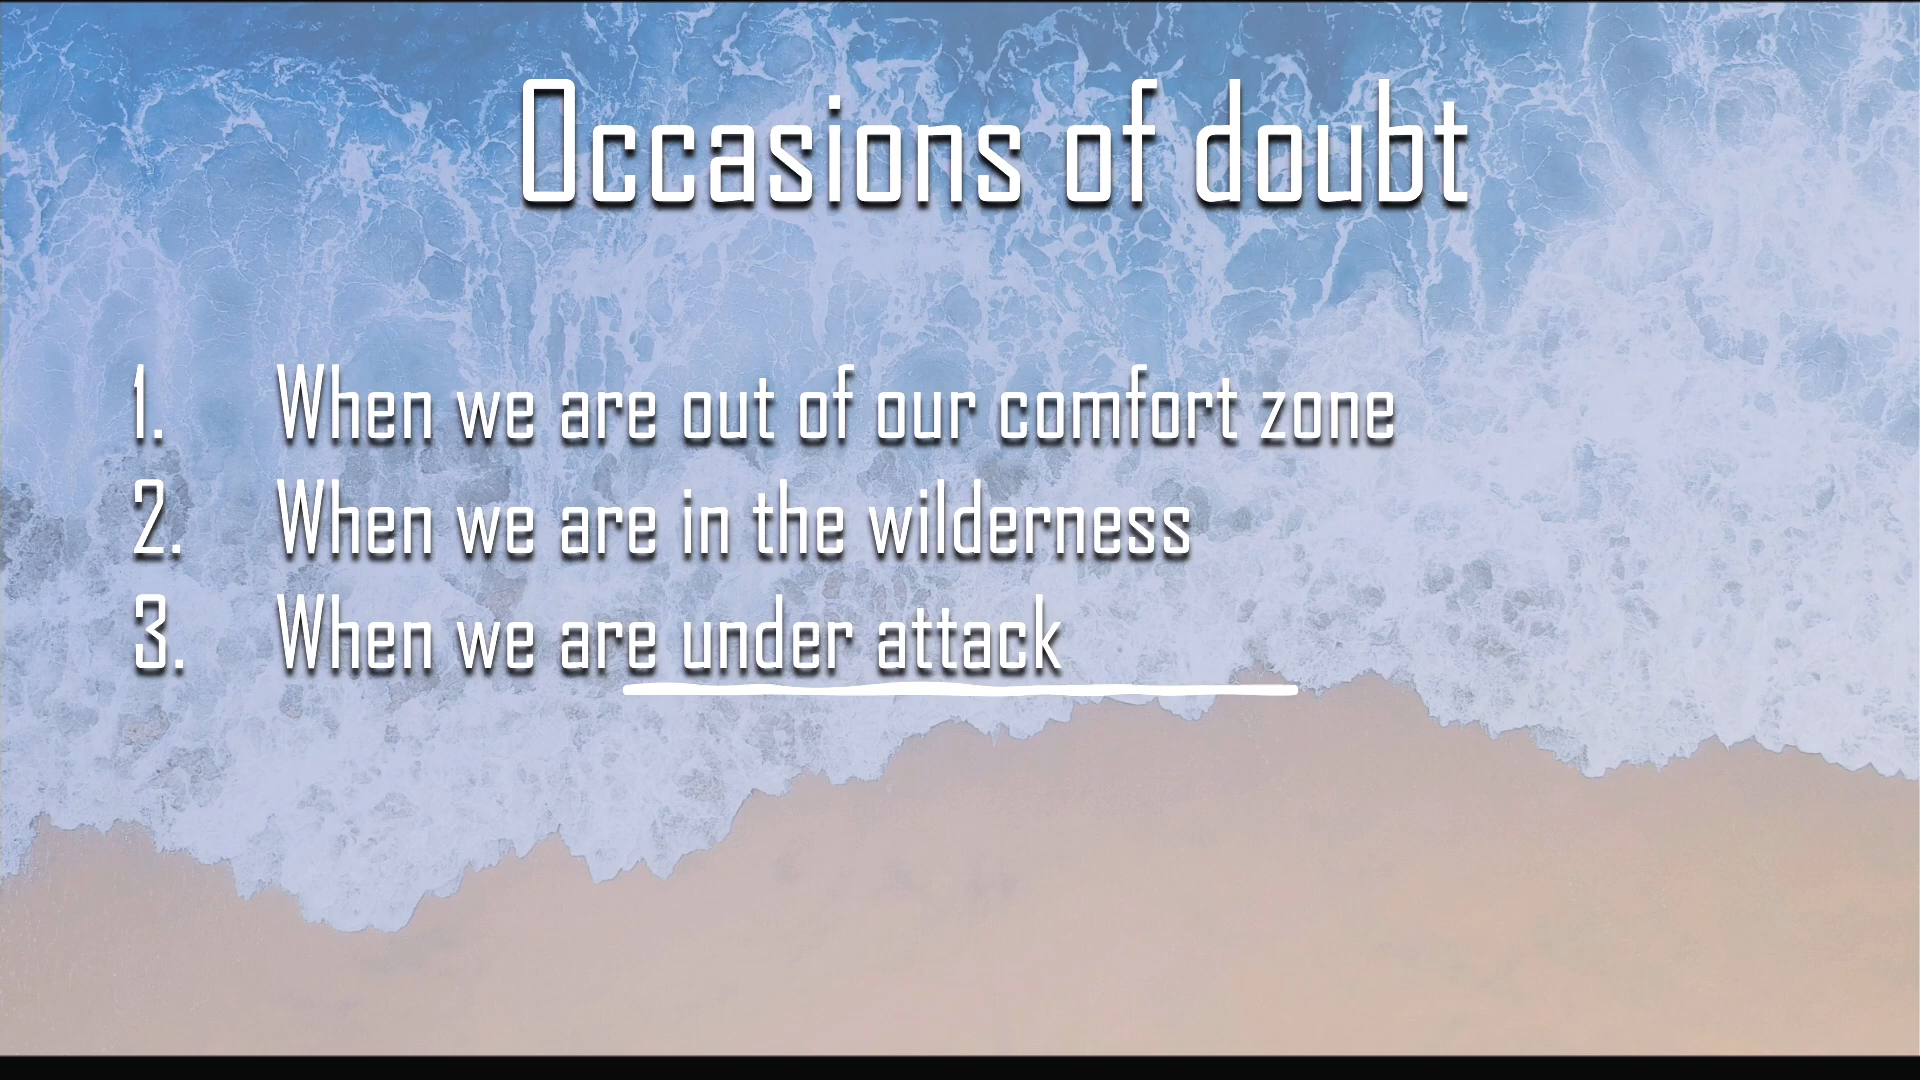 Occasions of doubt
1. When we are out of our comfort zone
2. When we are in the wilderness
3. When we are under attack